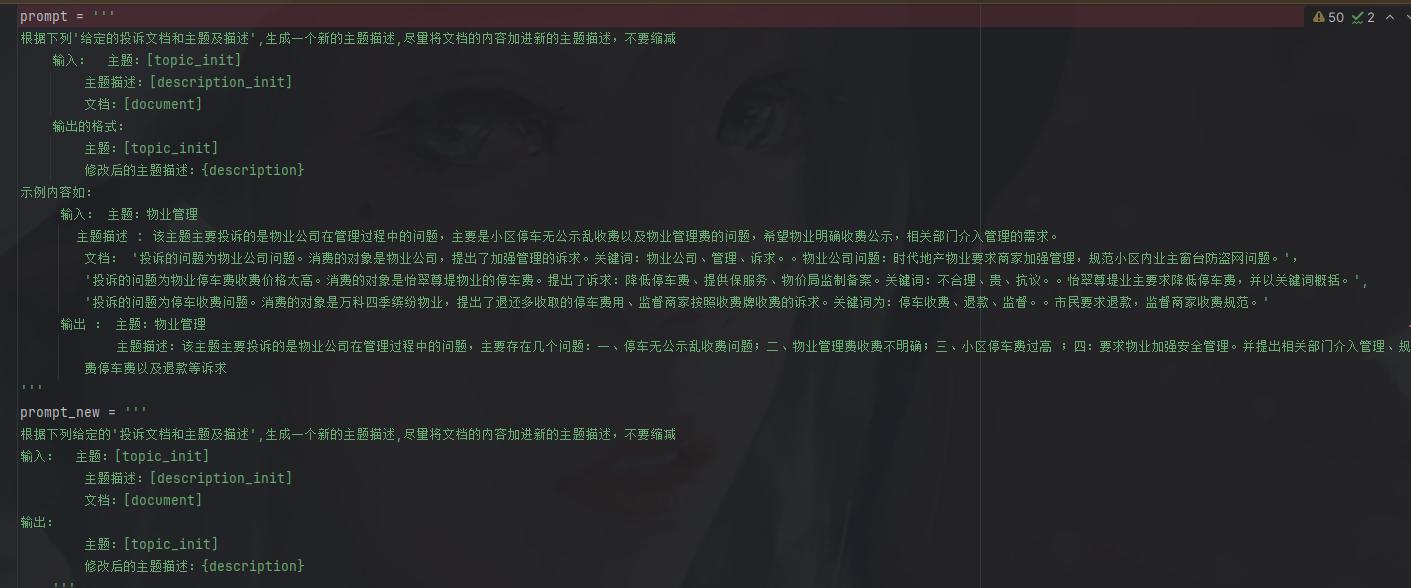 prompt = '''
50 2
根据下列'给定的投诉文档和主题及描述',生成一个新的主题描述,尽量将文档的内容加进新的主题描述，不要缩减
输入： 主题：[topic_init]
主题描述：[description_init]
文档：[document]
输出的格式：
主题：[topic_init]
修改后的主题描述：{description}
示例内容如：
输入： 主题：物业管理
主题描述 ： 该主题主要投诉的是物业公司在管理过程中的问题，主要是小区停车无公示乱收费以及物业管理费的问题，希望物业明确收费公示，相关部门介入管理的需求。
文档： '投诉的问题为物业公司问题。消费的对象是物业公司，提出了加强管理的诉求。关键词：物业公司、管理、诉求。。物业公司问题：时代地产物业要求商家加强管理，规范小区内业主窗台防盗网问题。',
'投诉的问题为物业停车费收费价格太高。消费的对象是怡翠尊堤物业的停车费。提出了诉求：降低停车费、提供保服务、物价局监制备案。关键词：不合理、贵、抗议。。怡翠尊堤业主要求降低停车费，并以关键词概括。',
'投诉的问题为停车收费问题。消费的对象是万科四季缤纷物业，提出了退还多收取的停车费用、监督商家按照收费牌收费的诉求。关键词为：停车收费、退款、监督。。市民要求退款，监督商家收费规范。'
输出 ： 主题：物业管理
主题描述：该主题主要投诉的是物业公司在管理过程中的问题，主要存在几个问题：一、停车无公示乱收费问题；二、物业管理费收费不明确；三、小区停车费过高 ；四：要求物业加强安全管理。并提出相关部门介入管理、规
费停车费以及退款等诉求
'''
prompt_new = '''
根据下列给定的'投诉文档和主题及描述',生成一个新的主题描述,尽量将文档的内容加进新的主题描述，不要缩减
输入： 主题：[topic_init]
主题描述：[description_init]
文档：[document]
输出：
主题：[topic_init]
修改后的主题描述：{description}
'''